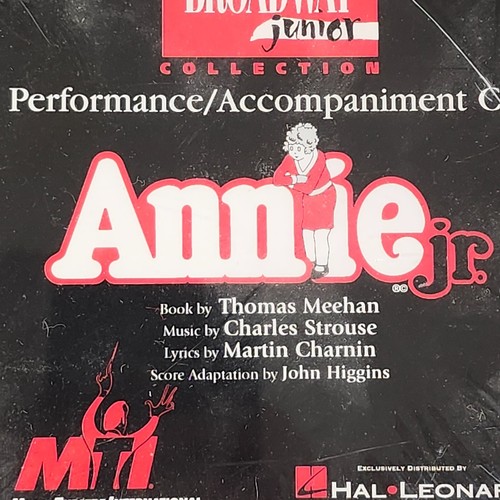 BROADWAY
junior
COLLECTION
Performance/Accompaniment C
Annie jr.
®©
Book by Thomas Meehan
Music by Charles Strouse
Lyrics by Martin Charnin
Score Adaptation by John Higgins
MTI
EXCLUSIVELY DISTRIBUTED BY
HAL•LEONAR